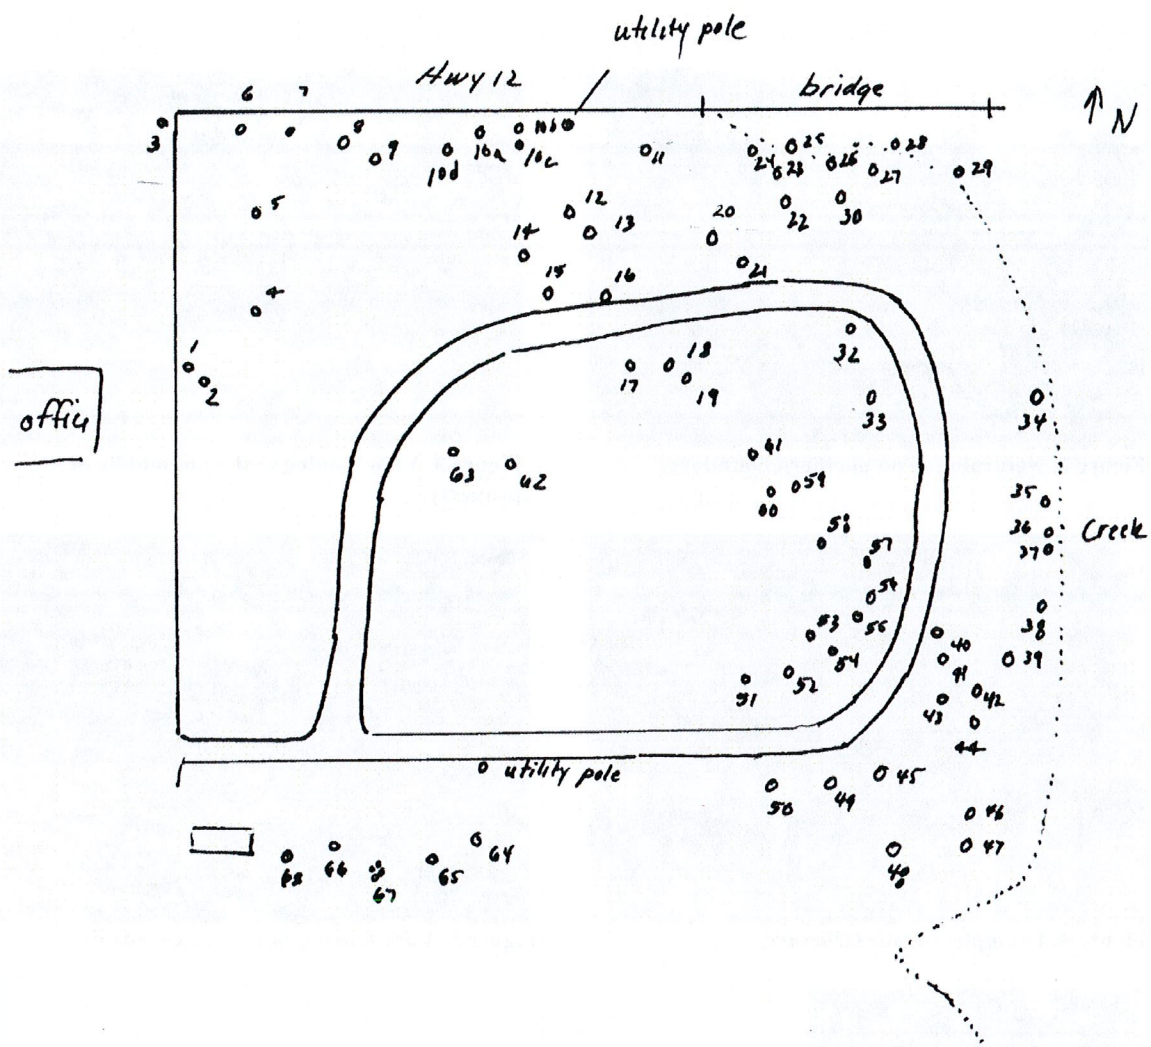 utility pole
Hwy 12
bridge
↑ N
6 7
3 8 9 10d 10a 10b 10c 11 24 25 23 26 28 27 29
5 12 13 14 20 22 30
4 15 16 21
1
2
office
17 18 19 32 33 34
63 62 61 59 60 35
58 57 36 37 Creek
56 53 54 38
40 39
41
51 52 42
43
44
utility pole
50 49 45
46
47
48
64
68 66 67 65